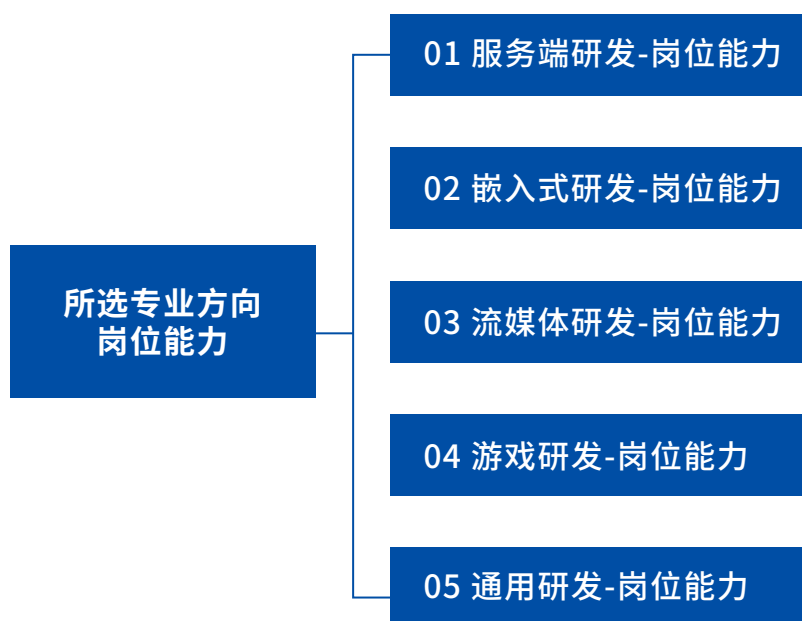 01 服务端研发-岗位能力
02 嵌入式研发-岗位能力
所选专业方向
岗位能力
03 流媒体研发-岗位能力
04 游戏研发-岗位能力
05 通用研发-岗位能力